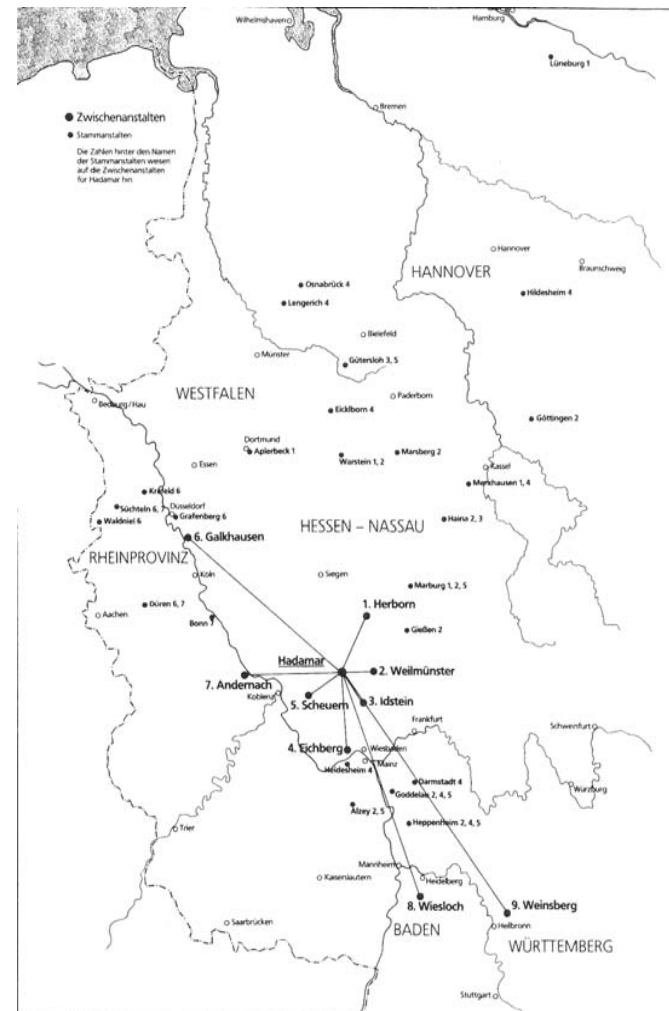 Wilhelmshaven
Hamburg
Lüneburg 1
Zwischenanstalten
Stammanstalten
Die Zahlen hinter den Namen
der Stammanstalten weisen
auf die Zwischenanstalten
für Hadamar hin
Bremen
Hannover
Braunschweig
HANNOVER
Osnabrück 4
Hildesheim 4
Lengerich 4
Bielefeld
Münster
Gütersloh 3, 5
WESTFALEN
Paderborn
Bedburg/Hau
Eicklborn 4
Göttingen 2
Dortmund
Aplerbeck 1
Warstein 1, 2
Marsberg 2
Essen
Kassel
Merxhausen 1, 4
Krefeld 6
Süchteln 6, 7
Düsseldorf
Grafenberg 6
Waldniel 6
Haina 2, 3
HESSEN – NASSAU
6. Galkhausen
RHEINPROVINZ
Köln
Siegen
Marburg 1, 2, 5
Düren 6, 7
Aachen
1. Herborn
Bonn 7
Gießen 2
Hadamar
2. Weilmünster
7. Andernach
Koblenz
5. Scheuern
3. Idstein
Frankfurt
Schweinfurt
4. Eichberg
Wiesbaden
Mainz
Heidesheim 4
Darmstadt 4
Goddelau 2, 4, 5
Würzburg
Alzey 2, 5
Heppenheim 2, 4, 5
Trier
Mannheim
Kaiserslautern
Heidelberg
8. Wiesloch
9. Weinsberg
Saarbrücken
BADEN
Heilbronn
WÜRTTEMBERG
Stuttgart